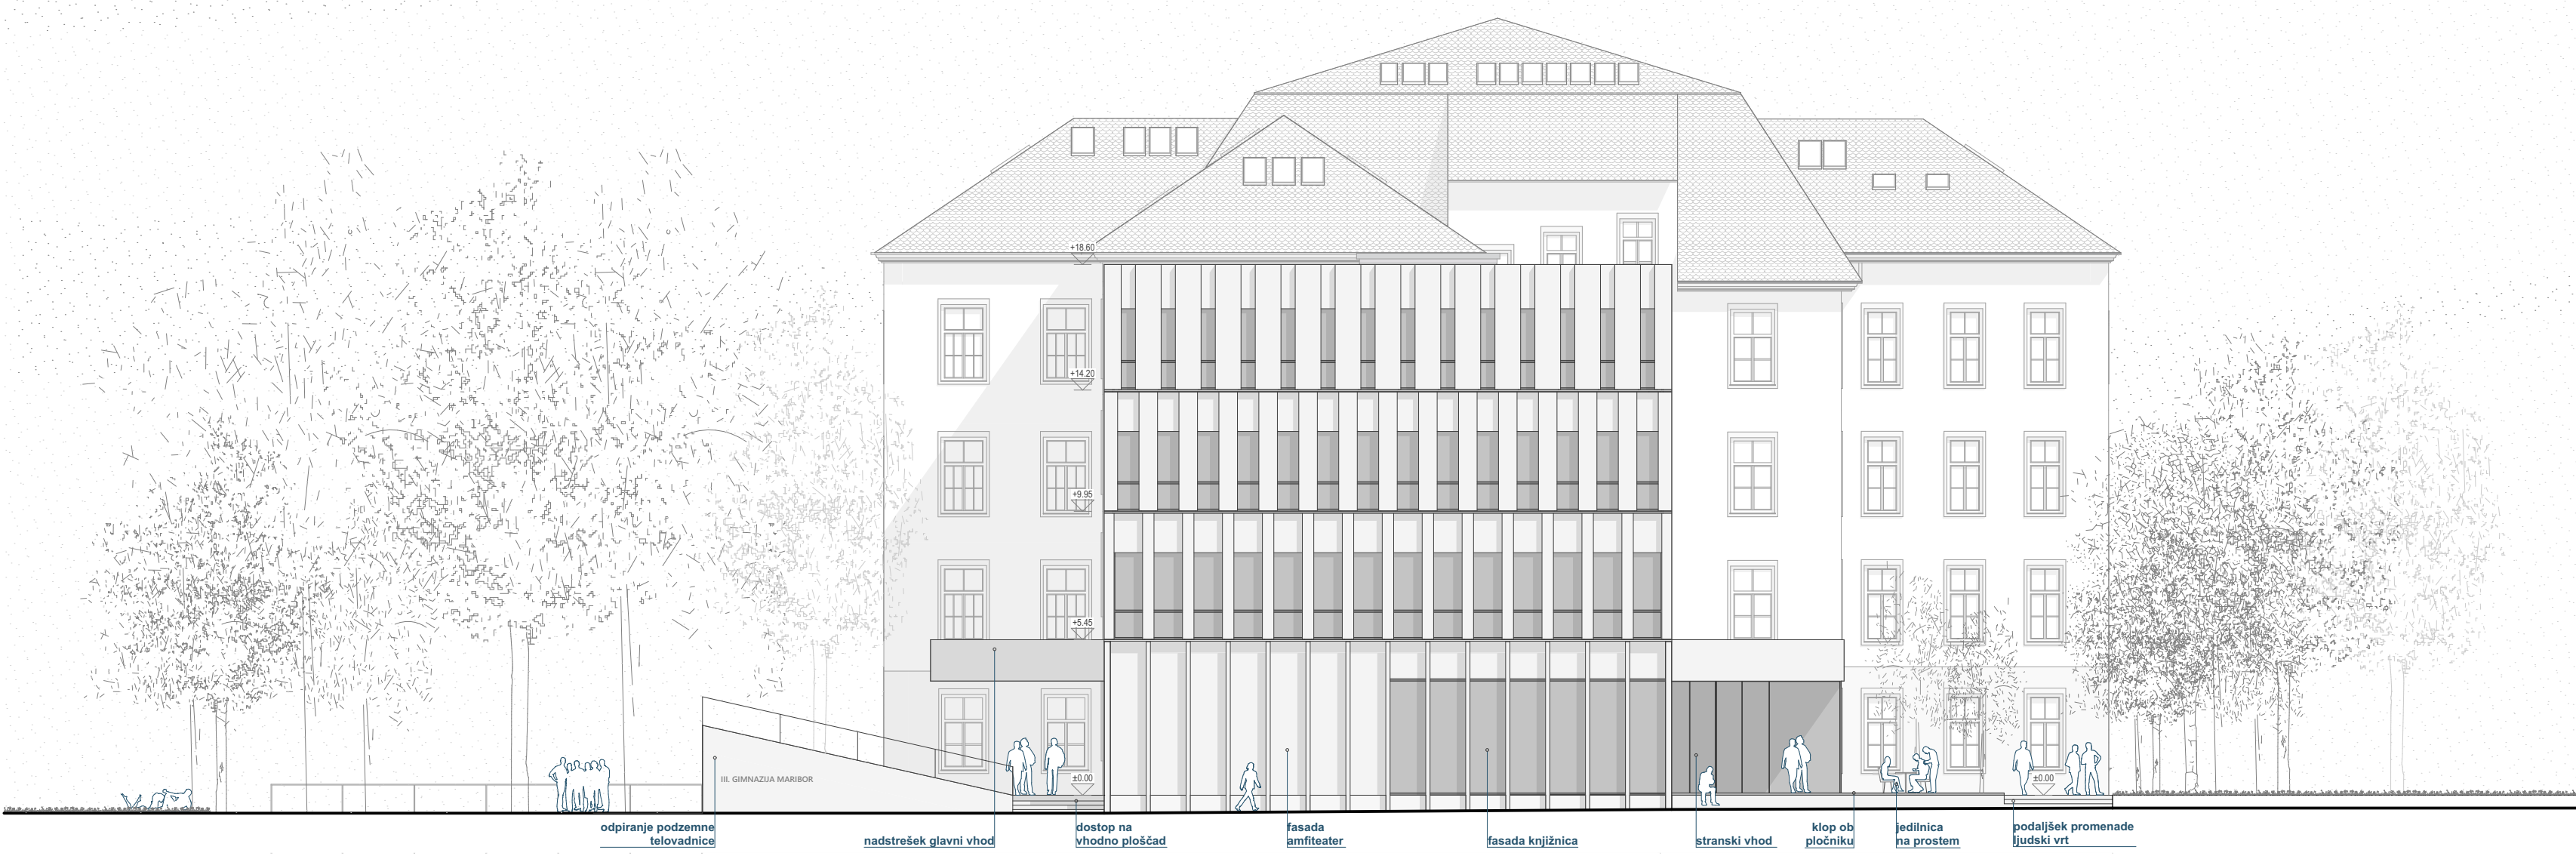 +18.60
+14.20
+9.95
+5.45
±0.00
±0.00
III. GIMNAZIJA MARIBOR
odpiranje podzemne
telovadnice
nadstrešek glavni vhod
dostop na
vhodno ploščad
fasada
amfiteater
fasada knjižnica
stranski vhod
klop ob
pločniku
jedilnica
na prostem
podaljšek promenade
ljudski vrt